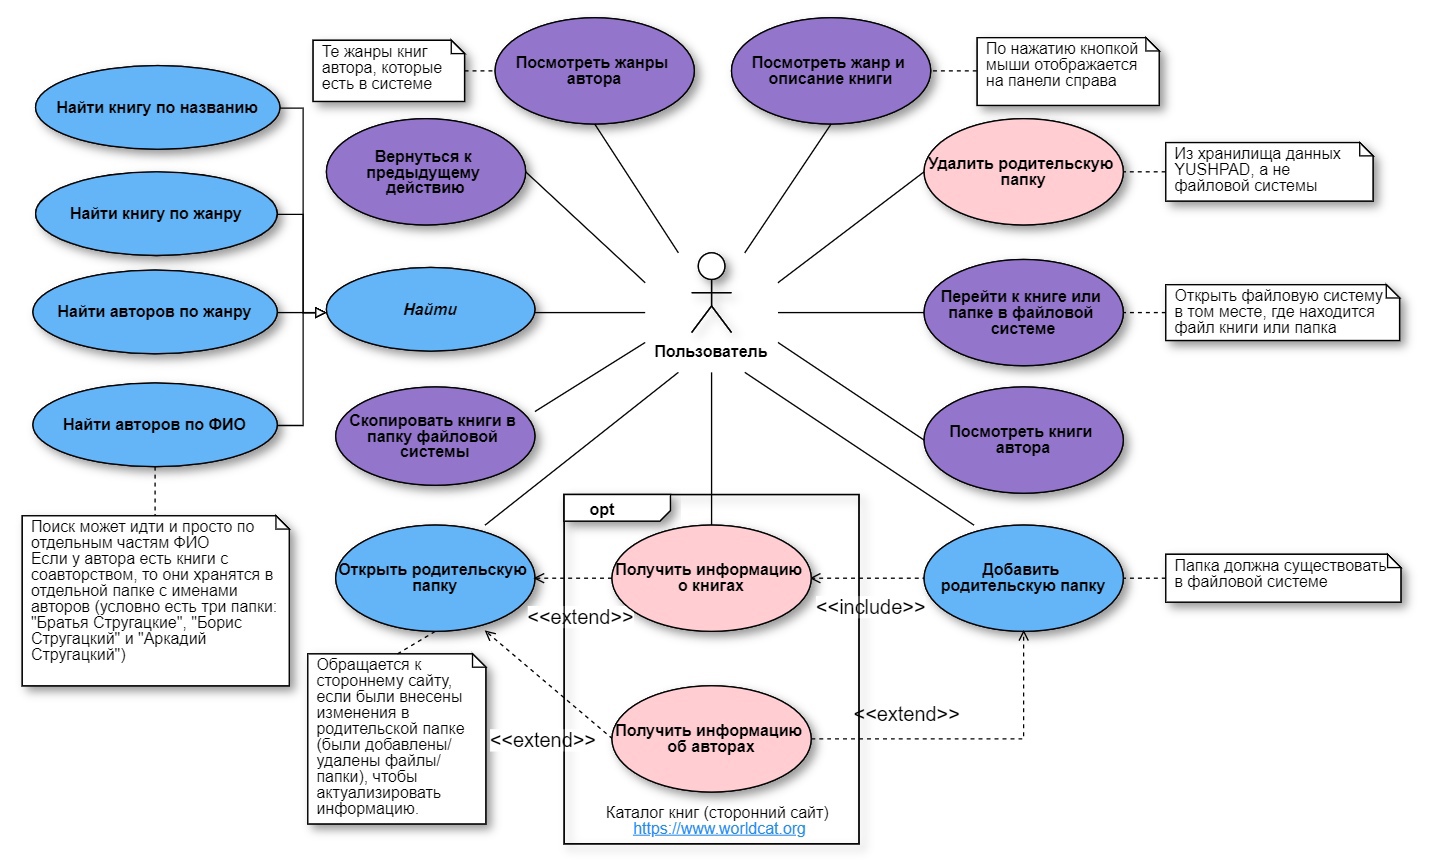 Те жанры книг
автора, которые
есть в системе
Посмотреть жанры
автора
Посмотреть жанр и
описание книги
По нажатию кнопкой
мыши отображается
на панели справа
Найти книгу по названию
Вернуться к
предыдущему
действию
Удалить родительскую
папку
Из хранилища данных
YUSHPAD, а не
файловой системы
Найти книгу по жанру
Найти авторов по жанру
Найти
Перейти к книге или
папке в файловой
системе
Открыть файловую систему
в том месте, где находится
файл книги или папка
Пользователь
Найти авторов по ФИО
Скопировать книги в
папку файловой
системы
Посмотреть книги
автора
Поиск может идти и просто по
отдельным частям ФИО
Если у автора есть книги с
соавторством, то они хранятся в
отдельной папке с именами
авторов (условно есть три папки:
"Братья Стругацкие", "Борис
Стругацкий" и "Аркадий
Стругацкий")
opt
Открыть родительскую
папку
Получить информацию
о книгах
Добавить
родительскую папку
Папка должна существовать
в файловой системе
<<extend>>
<<include>>
Обращается к
стороннему сайту,
если были внесены
изменения в
родительской папке
(были добавлены/
удалены файлы/
папки), чтобы
актуализировать
информацию.
<<extend>>
Получить информацию
об авторах
<<extend>>
Каталог книг (сторонний сайт)
https://www.worldcat.org